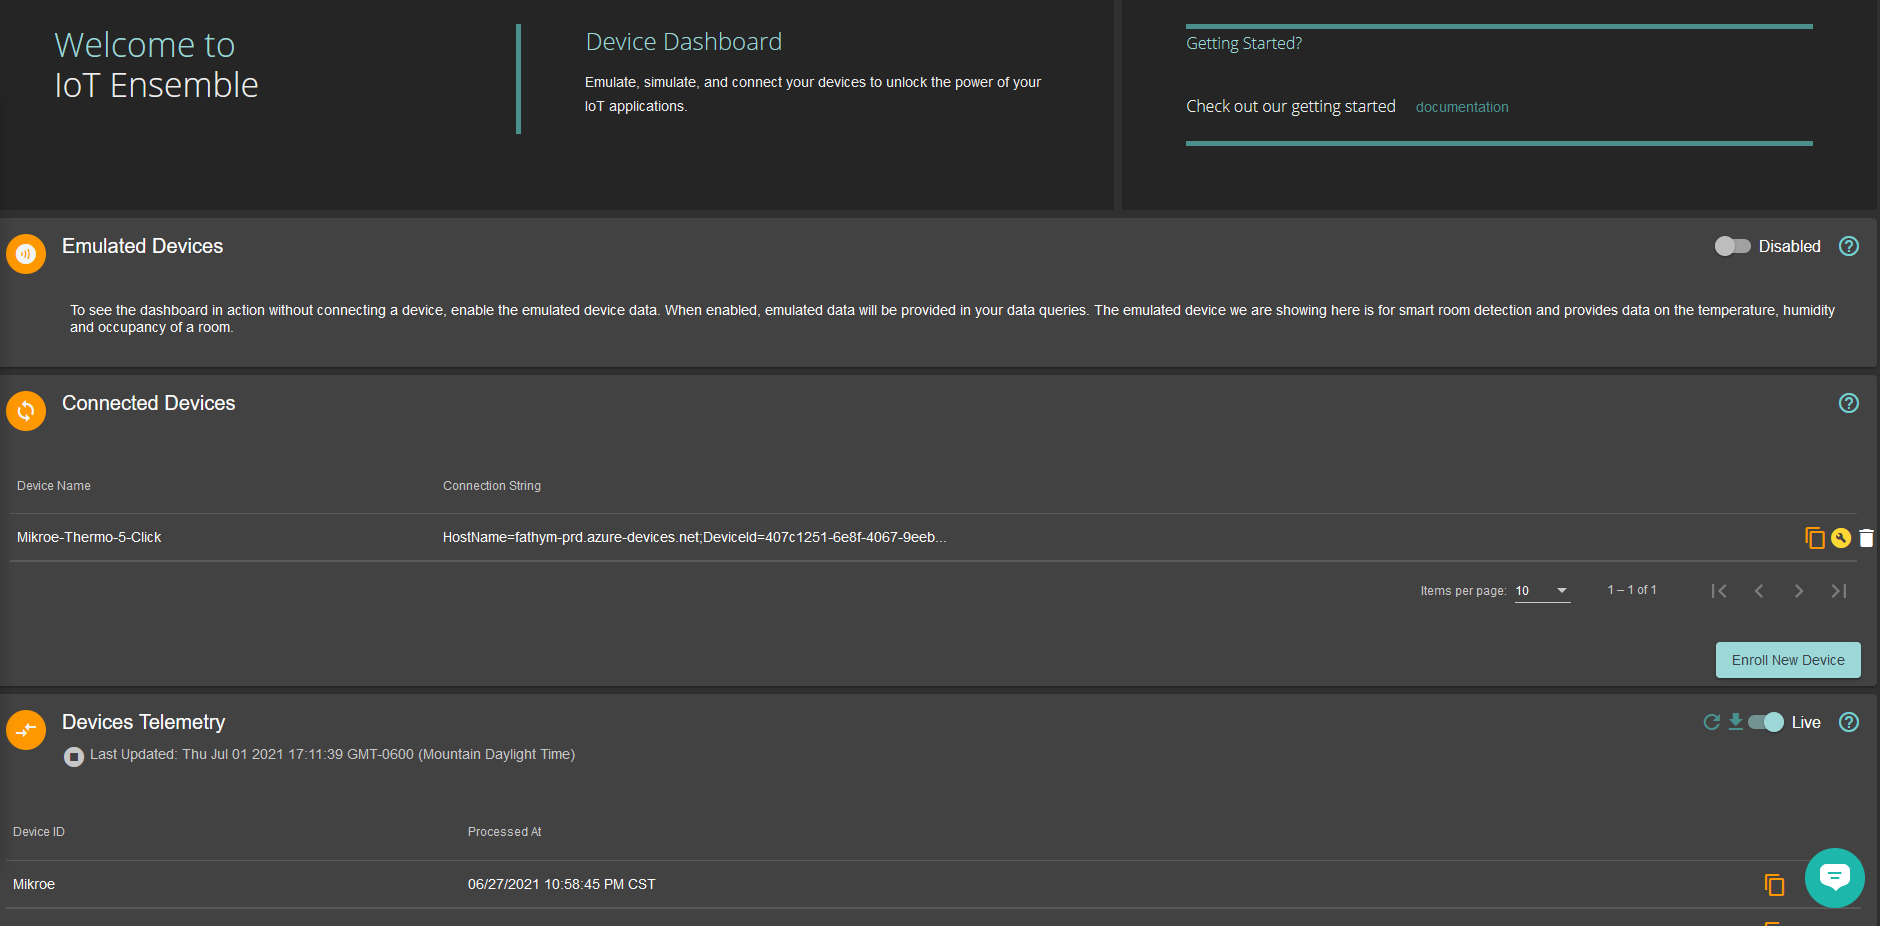 Welcome to
IoT Ensemble
Device Dashboard
Emulate, simulate, and connect your devices to unlock the power of your
IoT applications.
Getting Started?
Check out our getting started documentation
Emulated Devices
Disabled
To see the dashboard in action without connecting a device, enable the emulated device data. When enabled, emulated data will be provided in your data queries. The emulated device we are showing here is for smart room detection and provides data on the temperature, humidity
and occupancy of a room.
Connected Devices
Device Name Connection String
Mikroe-Thermo-5-Click HostName=fathym-prd.azure-devices.net;DeviceId=407c1251-6e8f-4067-9eeb...
Items per page: 10 1 – 1 of 1
Enroll New Device
Devices Telemetry
Live
Last Updated: Thu Jul 01 2021 17:11:39 GMT-0600 (Mountain Daylight Time)
Device ID Processed At
Mikroe 06/27/2021 10:58:45 PM CST